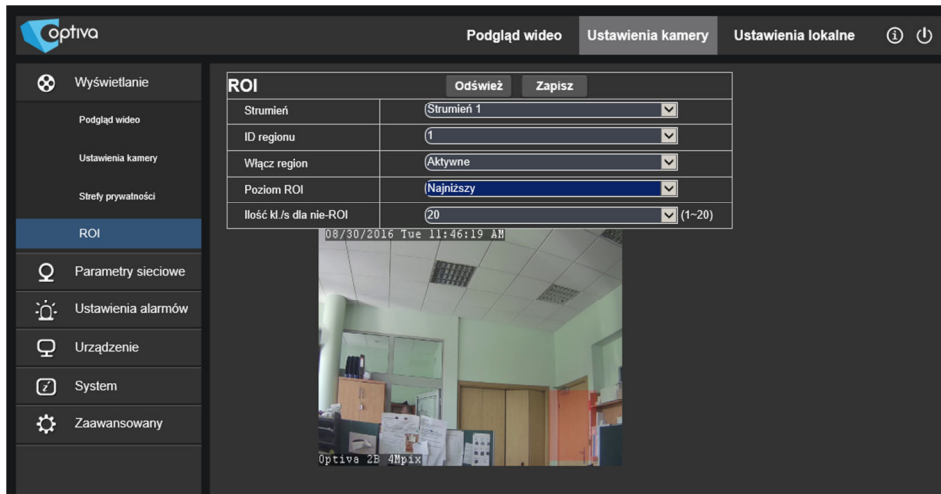 optiva
Podgląd wideo
Ustawienia kamery
Ustawienia lokalne
Wyświetlanie
Podgląd wideo
Ustawienia kamery
Strefy prywatności
ROI
Parametry sieciowe
Ustawienia alarmów
Urządzenie
System
Zaawansowany
ROI Odśwież Zapisz
Strumień Strumień 1
ID regionu 1
Włącz region Aktywne
Poziom ROI Najniższy
Ilość kl./s dla nie-ROI 20 (1~20)
08/30/2016 Tue 11:46:19 AM
Optiva 2B 4Mpix